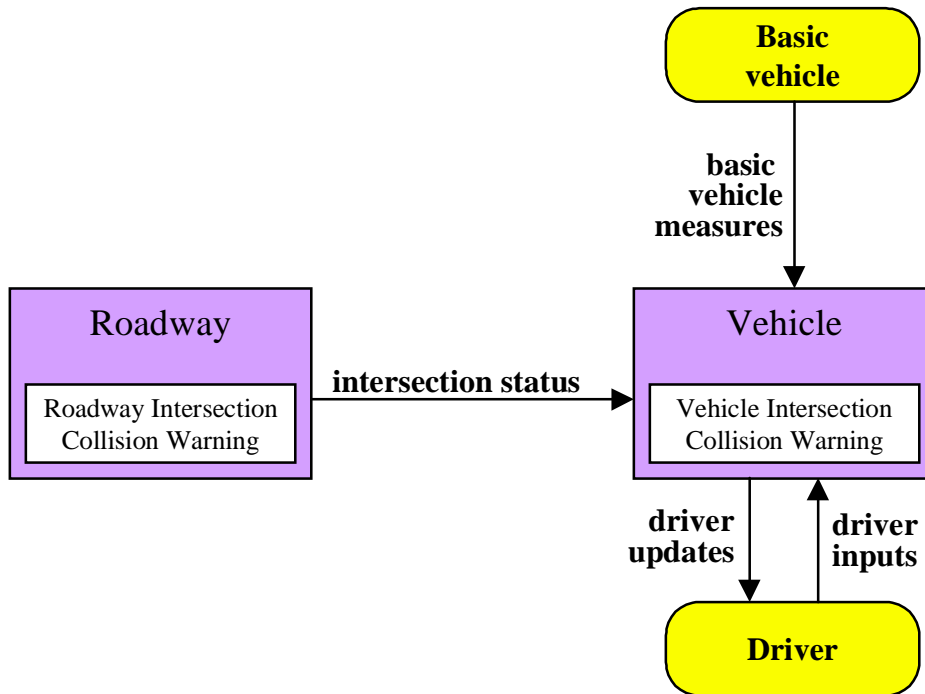 Basic
vehicle
basic
vehicle
measures
Roadway
Roadway Intersection
Collision Warning
intersection status
Vehicle
Vehicle Intersection
Collision Warning
driver
updates
driver
inputs
Driver